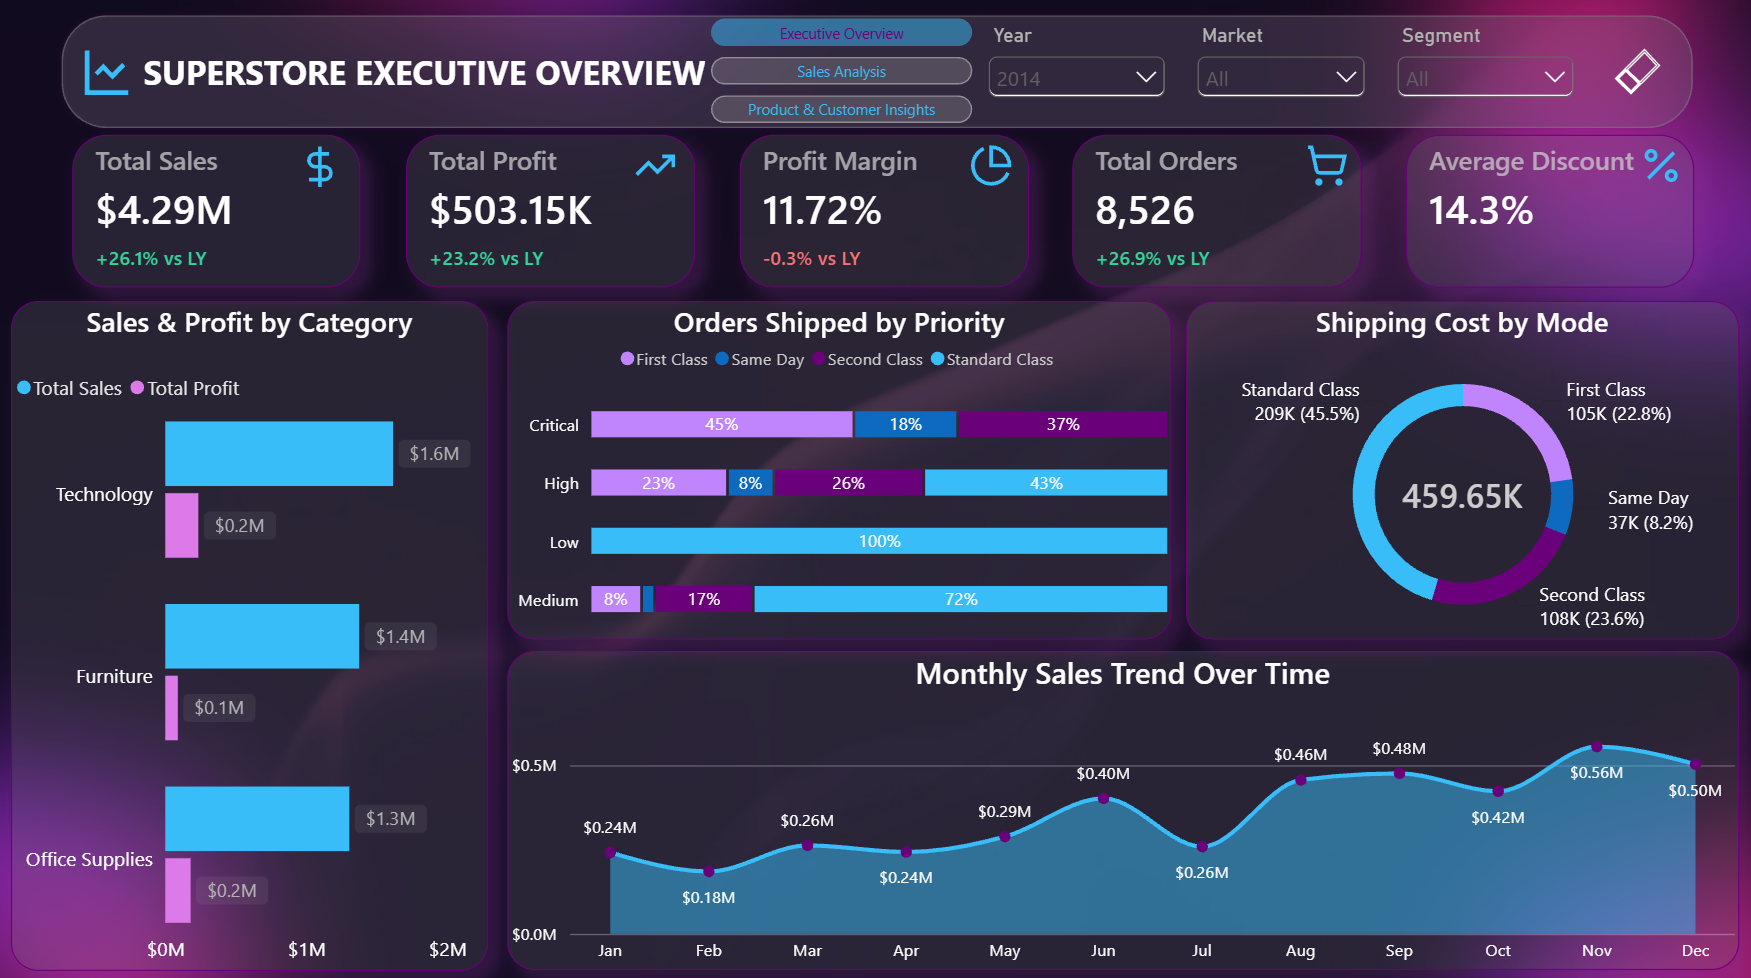 SUPERSTORE EXECUTIVE OVERVIEW
Executive Overview
Sales Analysis
Product & Customer Insights
Year
2014
Market
All
Segment
All
Total Sales
$4.29M
+26.1% vs LY
Total Profit
$503.15K
+23.2% vs LY
Profit Margin
11.72%
-0.3% vs LY
Total Orders
8,526
+26.9% vs LY
Average Discount
14.3%
Sales & Profit by Category
Total Sales Total Profit
Technology
$1.6M
$0.2M
Furniture
$1.4M
$0.1M
Office Supplies
$1.3M
$0.2M
$0M $1M $2M
Orders Shipped by Priority
First Class Same Day Second Class Standard Class
Critical 45% 18% 37%
High 23% 8% 26% 43%
Low 100%
Medium 8% 17% 72%
Shipping Cost by Mode
Standard Class
209K (45.5%)
First Class
105K (22.8%)
459.65K
Same Day
37K (8.2%)
Second Class
108K (23.6%)
Monthly Sales Trend Over Time
$0.5M
$0.0M
$0.24M
$0.18M
$0.26M
$0.24M
$0.29M
$0.40M
$0.26M
$0.46M
$0.48M
$0.42M
$0.56M
$0.50M
Jan Feb Mar Apr May Jun Jul Aug Sep Oct Nov Dec